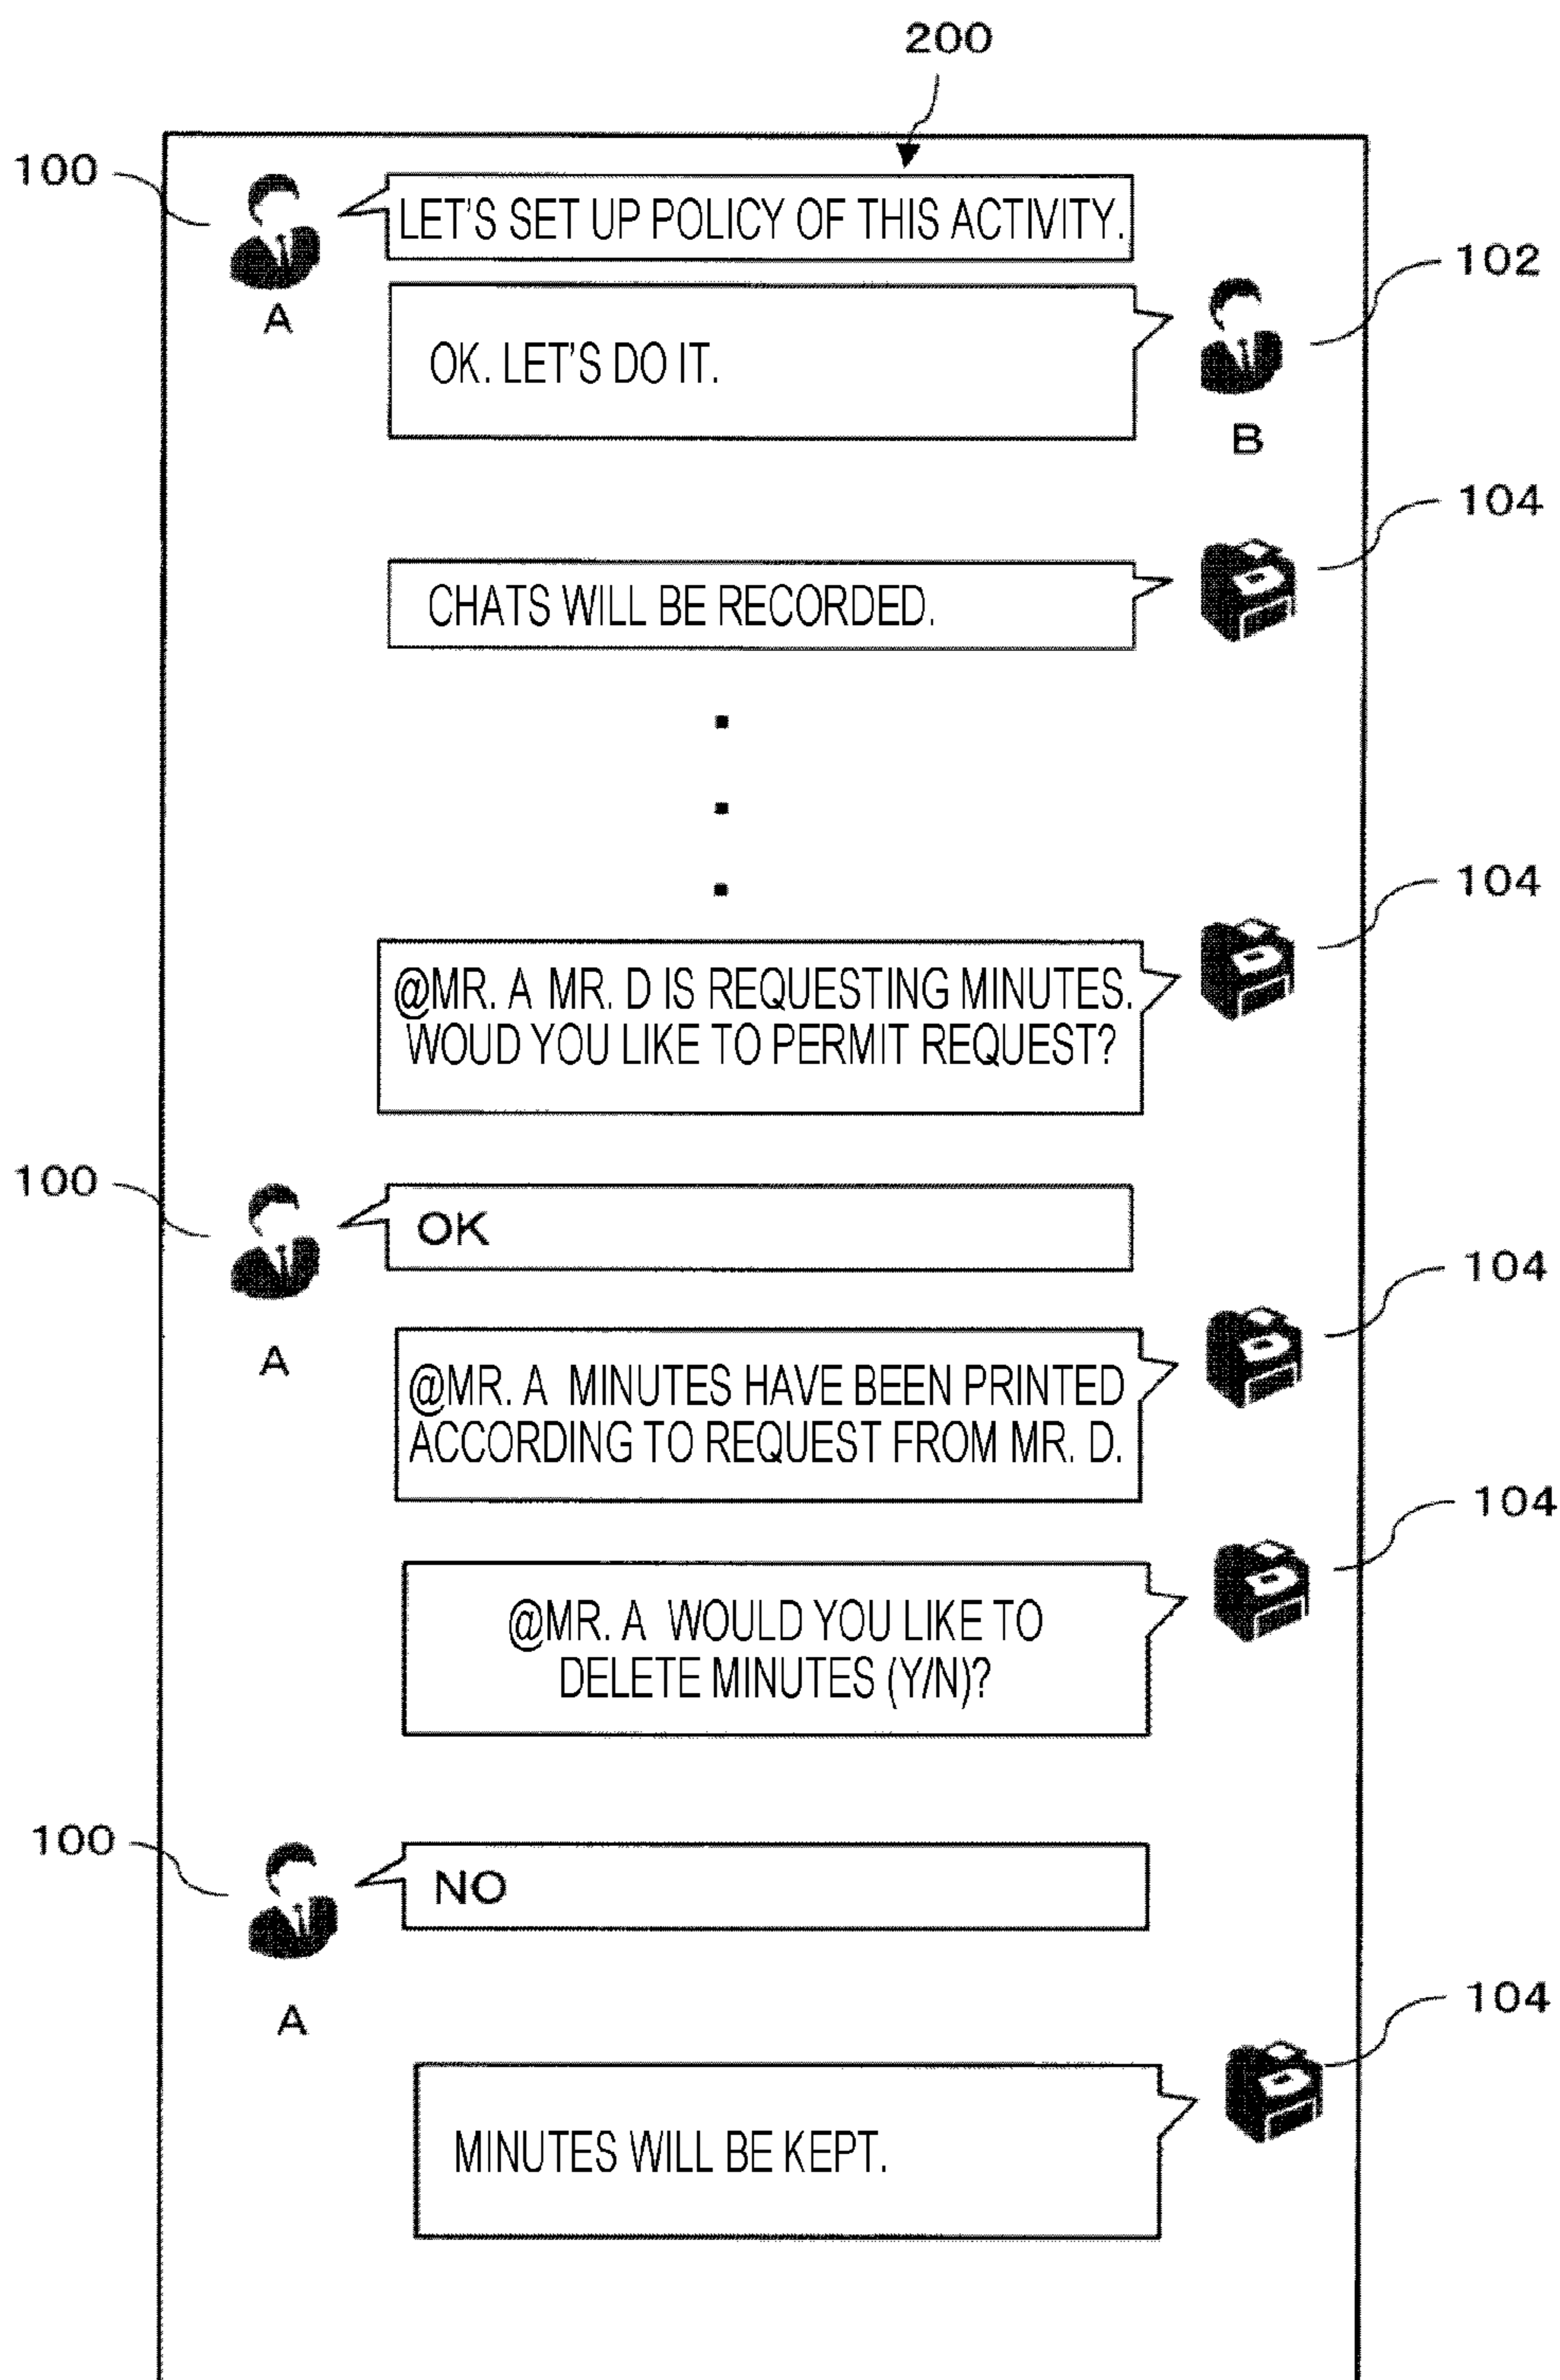 200
100
LET'S SET UP POLICY OF THIS ACTIVITY.
A
102
OK. LET'S DO IT.
B
104
CHATS WILL BE RECORDED.
104
@MR. A MR. D IS REQUESTING MINUTES.
WOUD YOU LIKE TO PERMIT REQUEST?
100
OK
A
104
@MR. A MINUTES HAVE BEEN PRINTED
ACCORDING TO REQUEST FROM MR. D.
104
@MR. A WOULD YOU LIKE TO
DELETE MINUTES (Y/N)?
100
NO
A
104
MINUTES WILL BE KEPT.